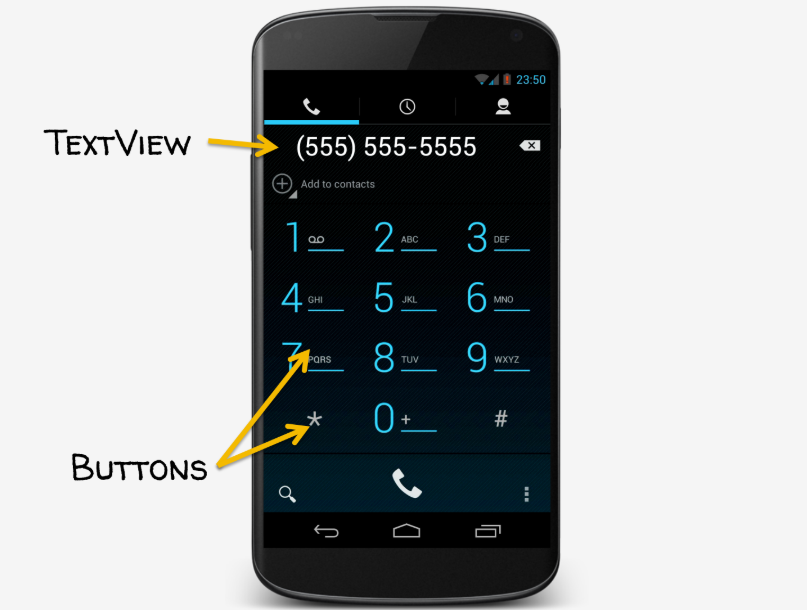 23:50
TEXTVIEW
(555) 555-5555
Add to contacts
1 2 ABC 3 DEF
4 GHI 5 JKL 6 MNO
7 PQRS 8 TUV 9 WXYZ
* 0 + #
BUTTONS